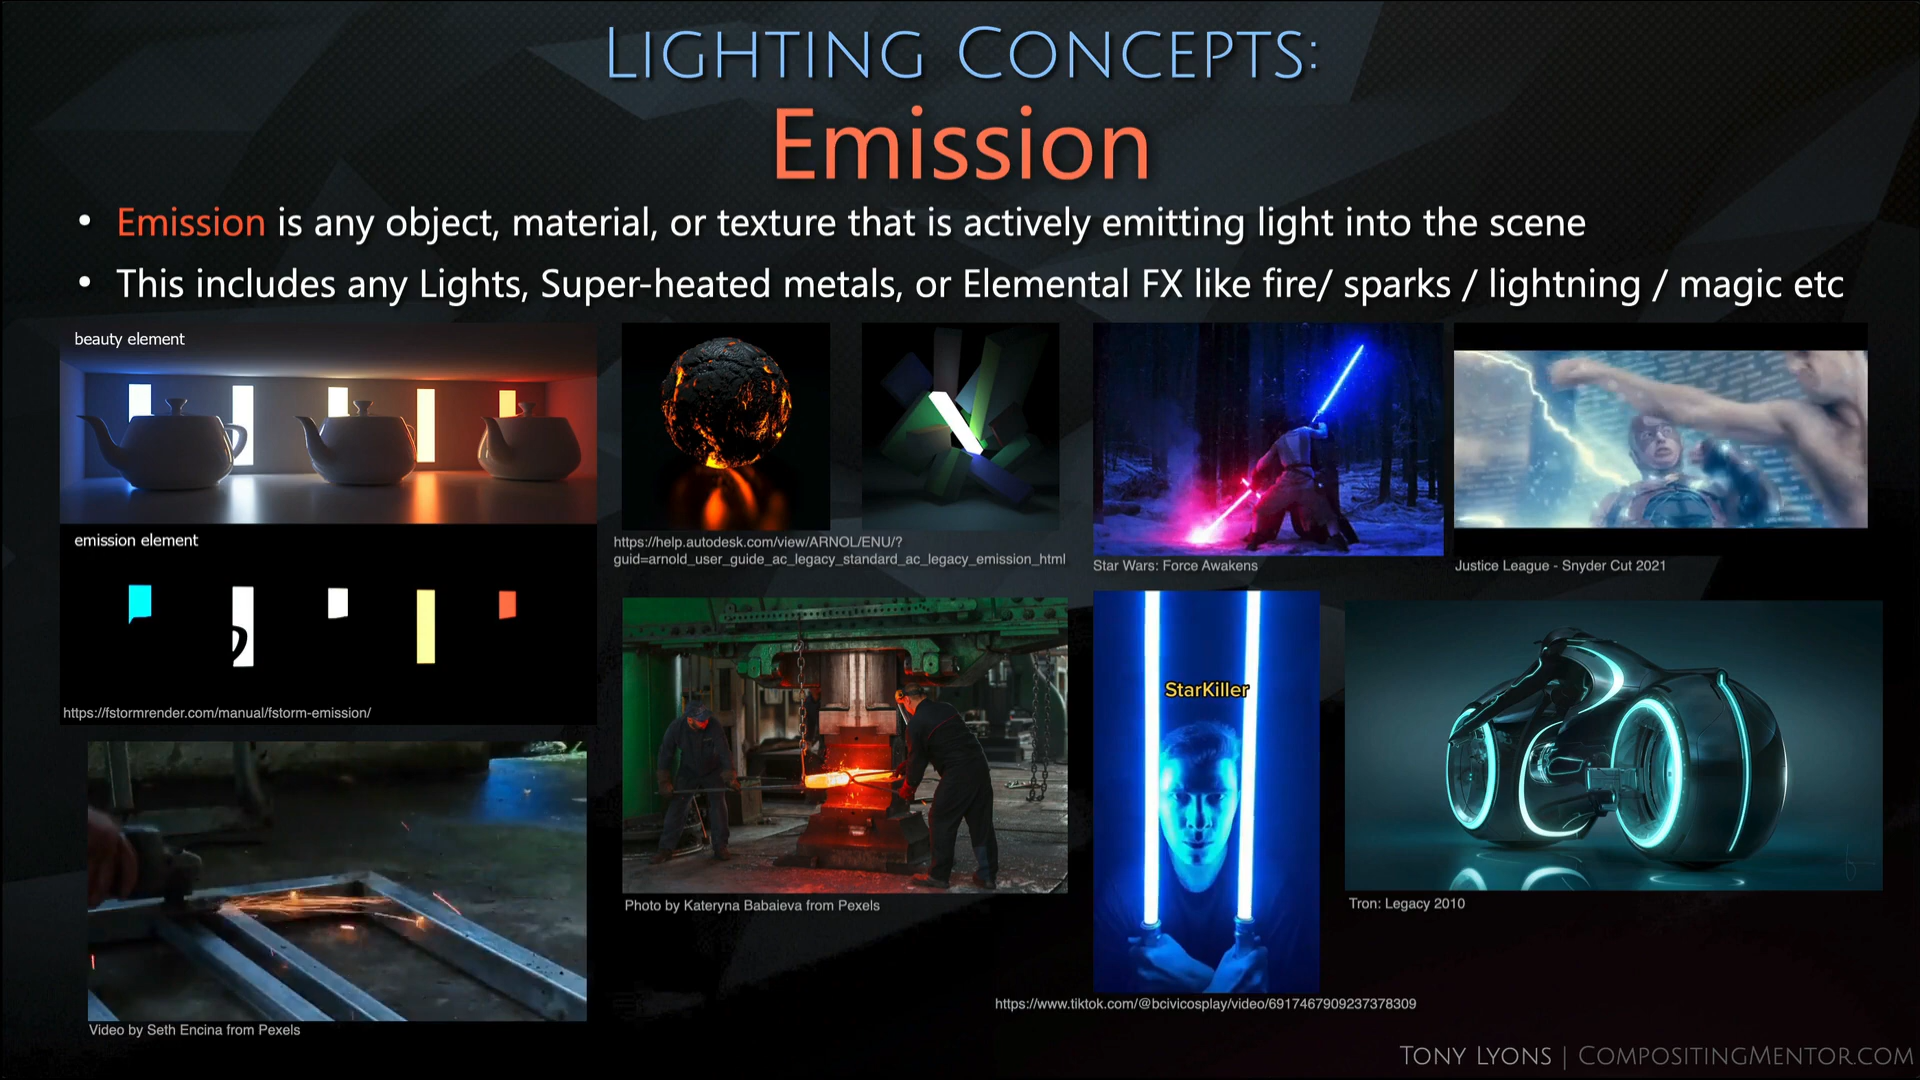 Lighting Concepts:
Emission
• Emission is any object, material, or texture that is actively emitting light into the scene
• This includes any Lights, Super-heated metals, or Elemental FX like fire/ sparks / lightning / magic etc
beauty element
emission element
https://fstormrender.com/manual/fstorm-emission/
https://help.autodesk.com/view/ARNOL/ENU/?
guid=arnold_user_guide_ac_legacy_standard_ac_legacy_emission_html
Star Wars: Force Awakens
Justice League - Snyder Cut 2021
StarKiller
Photo by Kateryna Babaieva from Pexels
Tron: Legacy 2010
https://www.tiktok.com/@bcivicosplay/video/6917467909237378309
Video by Seth Encina from Pexels
Tony Lyons | CompositingMentor.com